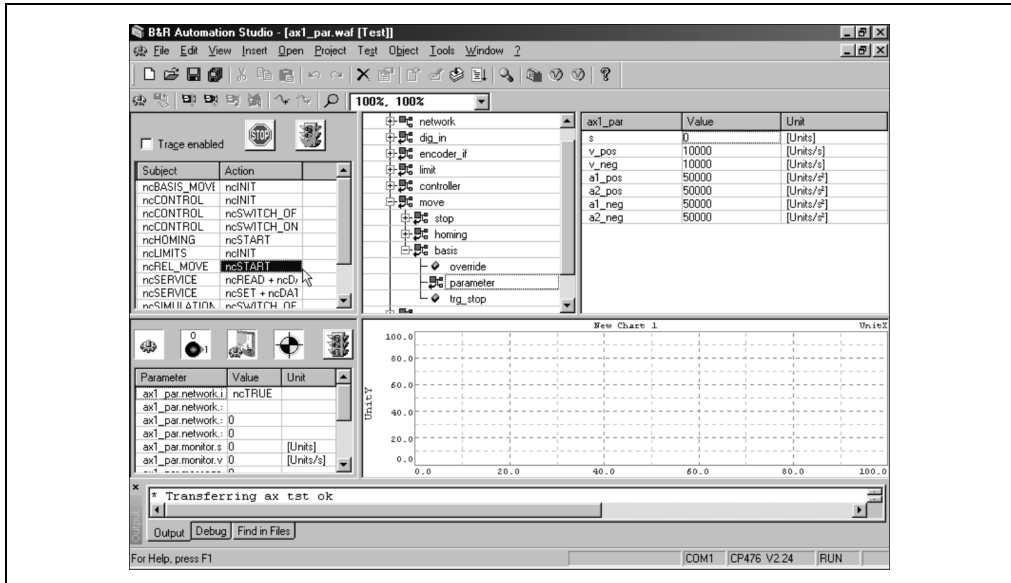 B&R Automation Studio - [ax1_par.waf [Test]]
File Edit View Insert Open Project Test Object Tools Window ?
100%, 100%
Trace enabled
STOP
Subject Action
ncBASIS_MOVE ncINIT
ncCONTROL ncINIT
ncCONTROL ncSWITCH_OF
ncCONTROL ncSWITCH_ON
ncHOMING ncSTART
ncLIMITS ncINIT
ncREL_MOVE ncSTART
ncSERVICE ncREAD + ncD
ncSERVICE ncSET + ncDAT
ncSIMULATION ncSWITCH_OF
network
dig_in
encoder_if
limit
controller
move
stop
homing
basis
override
parameter
trg_stop
ax1_par Value Unit
s 0 [Units]
v_pos 10000 [Units/s]
v_neg 10000 [Units/s]
a1_pos 50000 [Units/s²]
a2_pos 50000 [Units/s²]
a1_neg 50000 [Units/s²]
a2_neg 50000 [Units/s²]
0
1
Parameter Value Unit
ax1_par.network.i ncTRUE
ax1_par.network.:
ax1_par.network.: 0
ax1_par.network.: 0
ax1_par.monitor.s 0 [Units]
ax1_par.monitor.v 0 [Units/s]
New Chart 1 UnitX
UnitY
100.0
80.0
60.0
40.0
20.0
0.0
0.0 20.0 40.0 60.0 80.0 100.0
* Transferring ax tst ok
Output
Output Debug Find in Files
For Help, press F1 COM1 CP476 V2.24 RUN